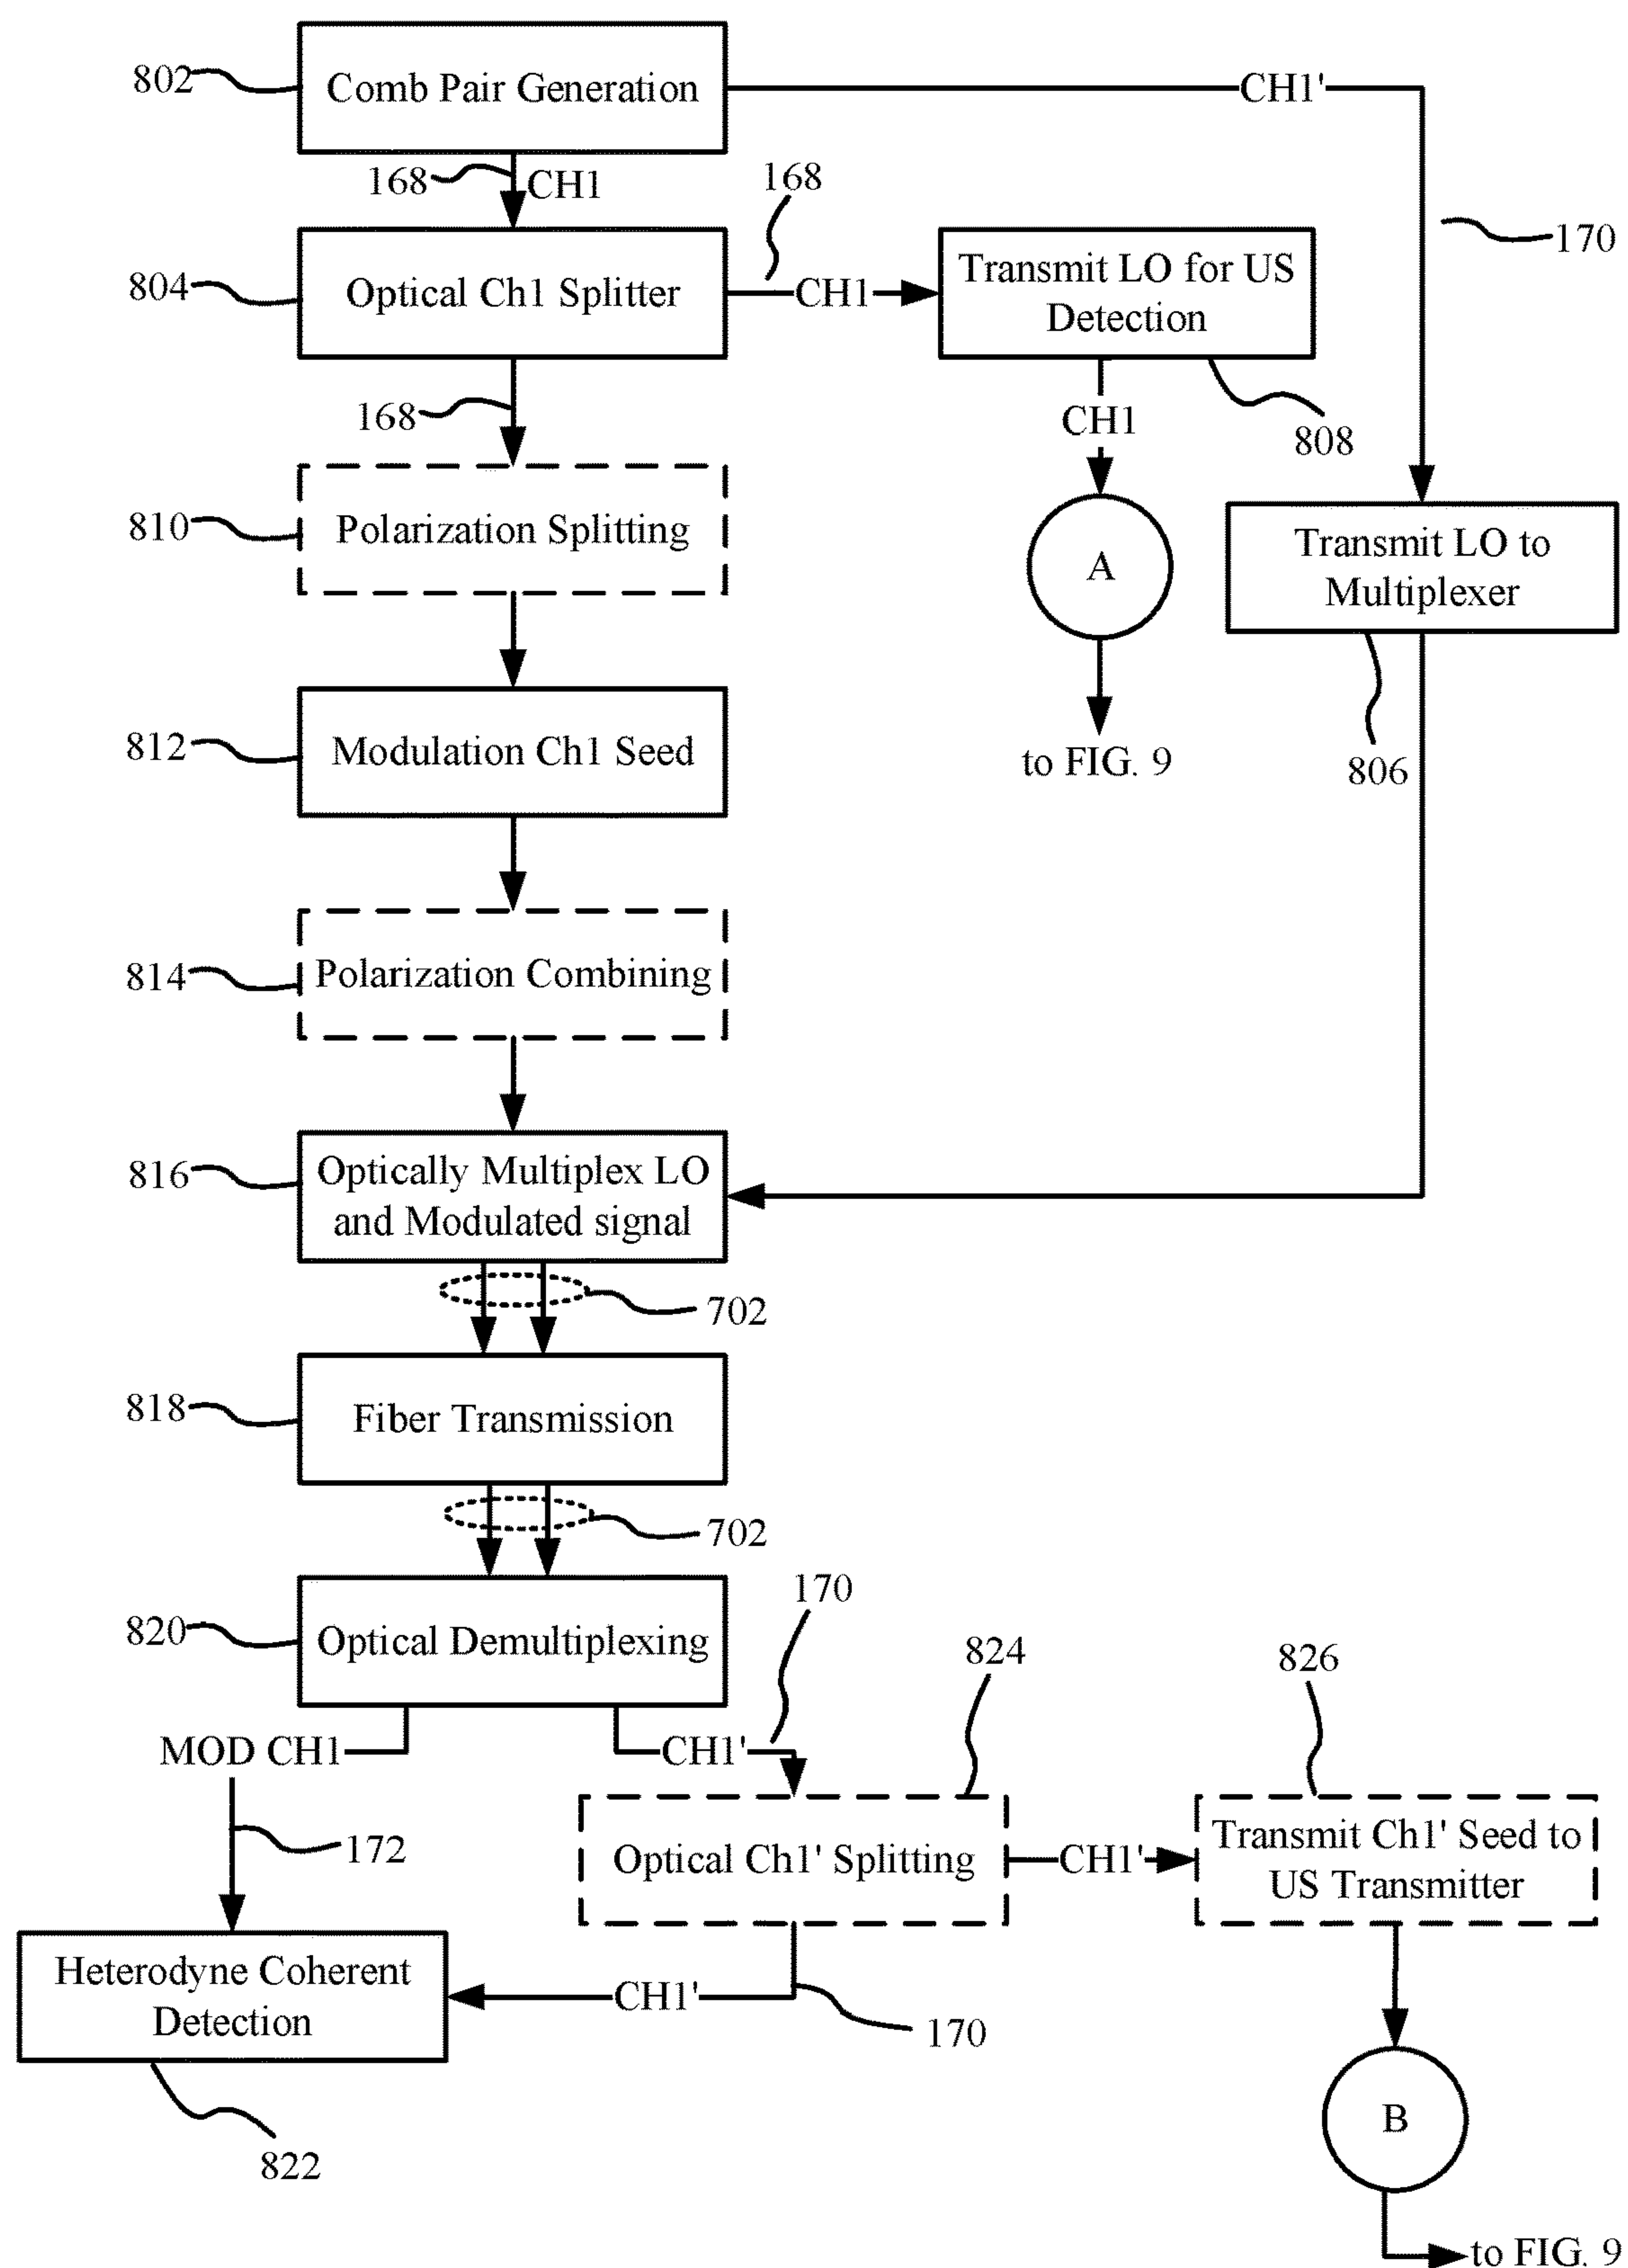 802
Comb Pair Generation
CH1'
168
CH1
168
170
804
Optical Ch1 Splitter
CH1
Transmit LO for US
Detection
168
CH1
808
810
Polarization Splitting
A
Transmit LO to
Multiplexer
812
Modulation Ch1 Seed
to FIG. 9
806
814
Polarization Combining
816
Optically Multiplex LO
and Modulated signal
702
818
Fiber Transmission
702
820
Optical Demultiplexing
170
824
826
MOD CH1
CH1'
172
Optical Ch1' Splitting
CH1'
Transmit Ch1' Seed to
US Transmitter
Heterodyne Coherent
Detection
CH1'
170
822
B
to FIG. 9